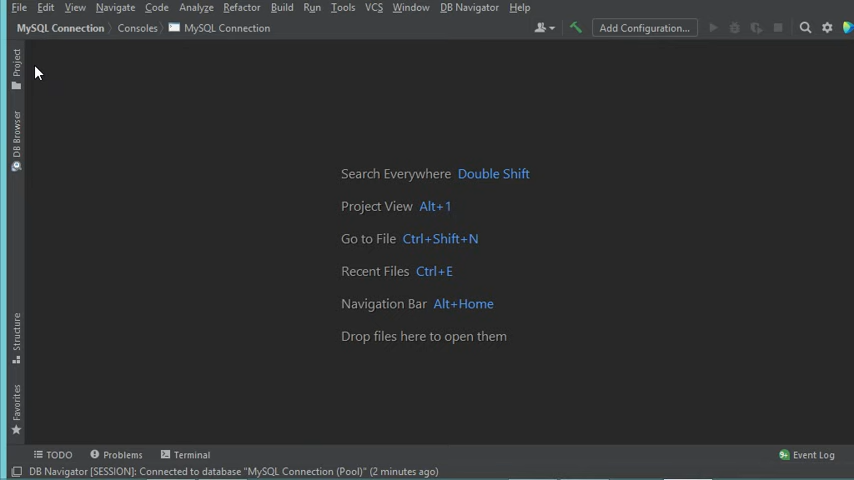 File Edit View Navigate Code Analyze Refactor Build Run Tools VCS Window DB Navigator Help
MySQL Connection Consoles MySQL Connection Add Configuration...
Project
DB Browser
Search Everywhere Double Shift
Project View Alt+1
Go to File Ctrl+Shift+N
Recent Files Ctrl+E
Navigation Bar Alt+Home
Drop files here to open them
Structure
Favorites
TODO Problems Terminal Event Log
DB Navigator [SESSION]: Connected to database "MySQL Connection (Pool)" (2 minutes ago)